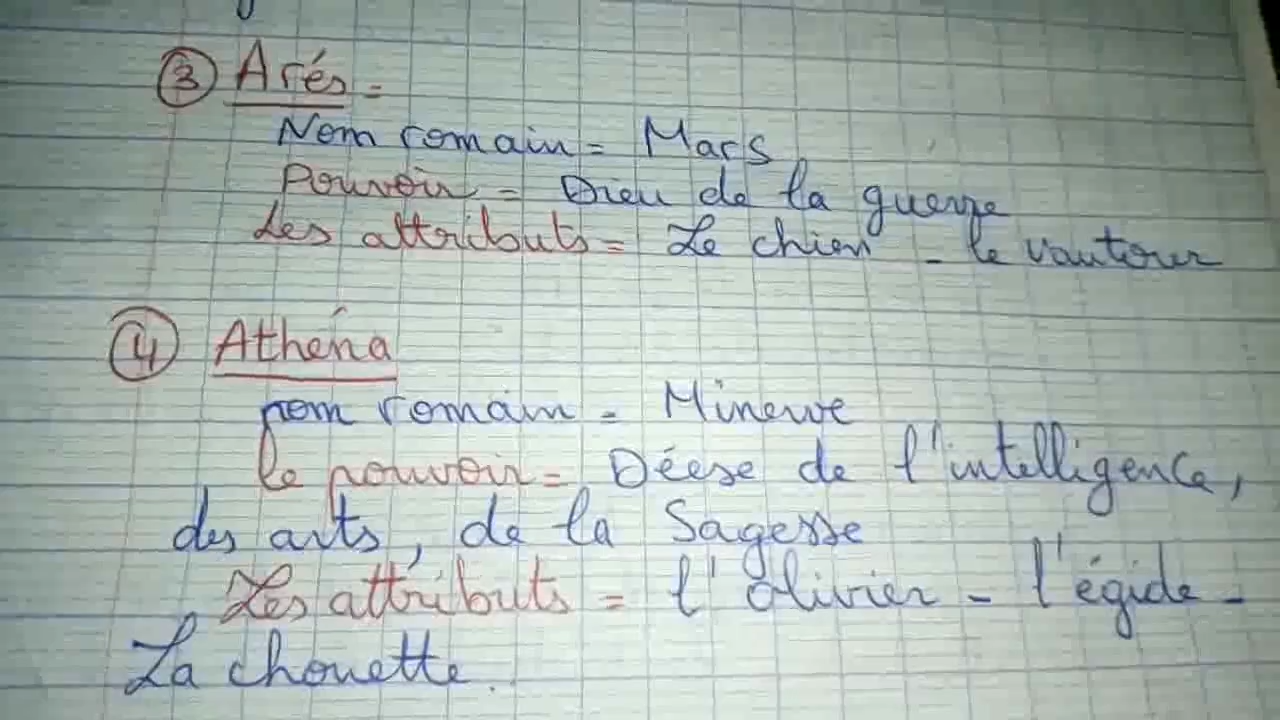 ③ Arés =
Nom romain = Mars
Pouvoir = Dieu de la guerre
Les attributs = Le chien - le vautour
④ Athéna
nom romain = Minerve
le pouvoir = Déese de l'intelligence,
des arts, de la Sagesse
Les attributs = l'olivier - l'égide -
La chouette.